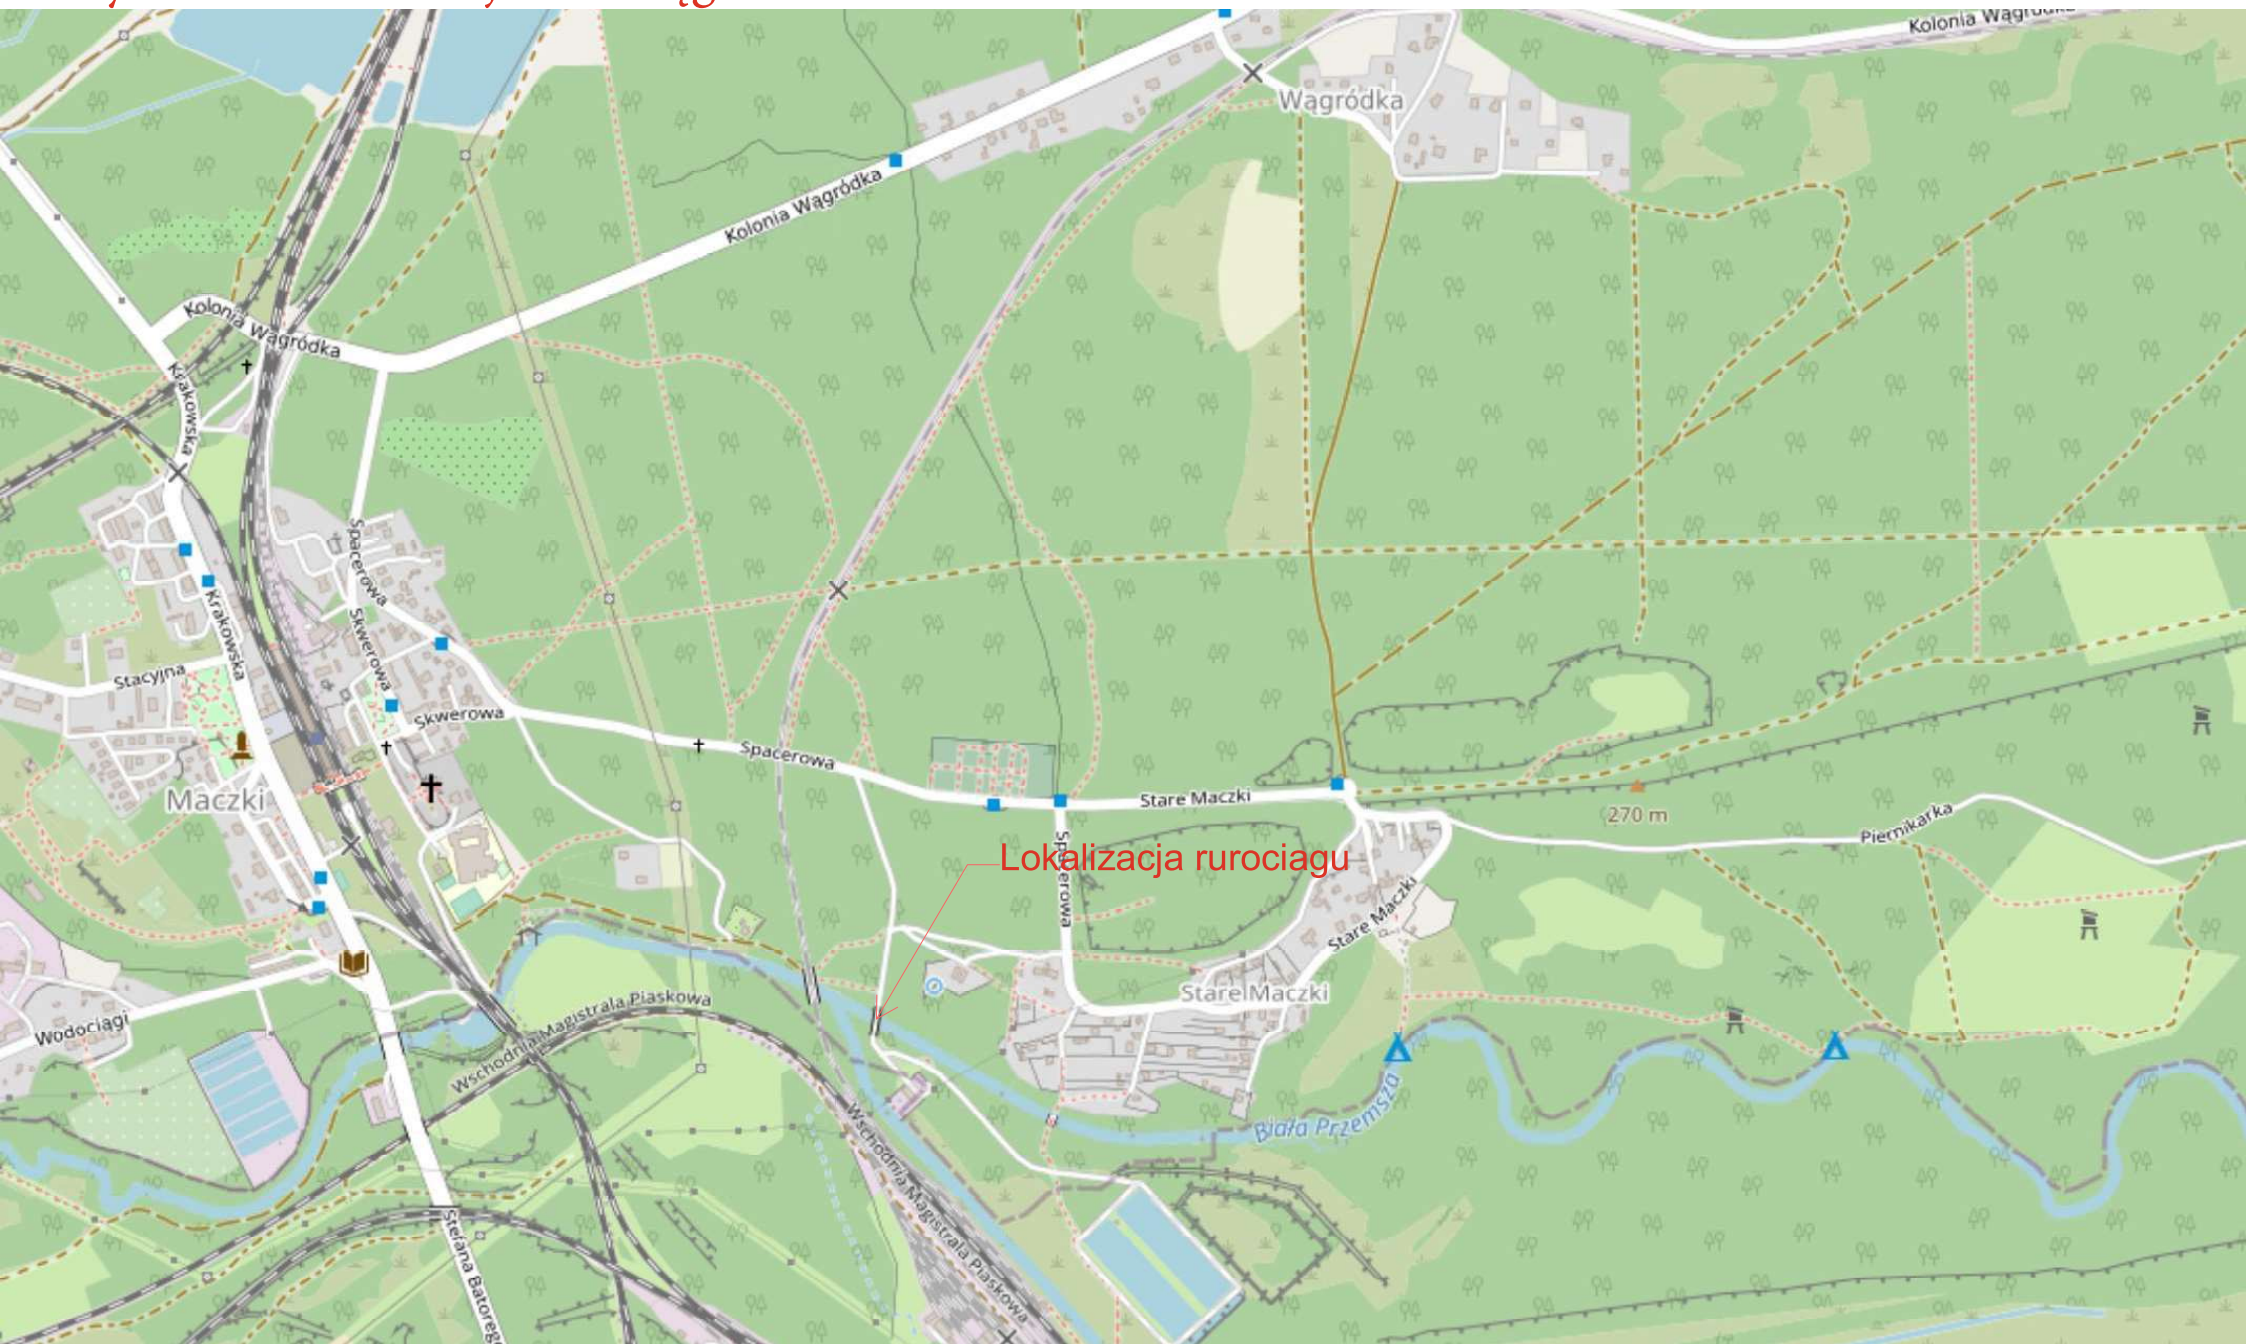 Kolonia Wągródka
Wągródka
Kolonia Wągródka
Kolonia Wągródka
Krakowska
Spacerowa
Krakowska
Skwerowa
Stacyjna
Skwerowa
Spacerowa
Maczki
Stare Maczki
270 m
Piernikarka
Lokalizacja rurociagu
Spacerowa
Stare Maczki
Stare Maczki
Wschodnia Magistrala Piaskowa
Wodociągi
Biała Przemsza
Wschodnia Magistrala Piaskowa
Stefana Batorego